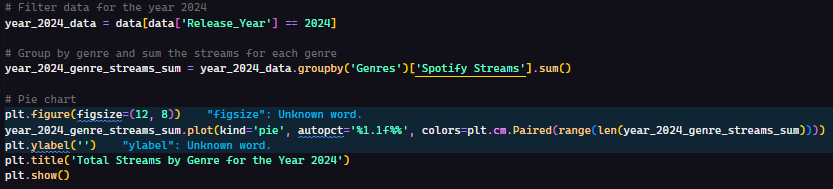 # Filter data for the year 2024
year_2024_data = data[data['Release_Year'] == 2024]
# Group by genre and sum the streams for each genre
year_2024_genre_streams_sum = year_2024_data.groupby('Genres')['Spotify Streams'].sum()
# Pie chart
plt.figure(figsize=(12, 8))    "figsize": Unknown word.
year_2024_genre_streams_sum.plot(kind='pie', autopct='%1.1f%%', colors=plt.cm.Paired(range(len(year_2024_genre_streams_sum))))
plt.ylabel('')    "ylabel": Unknown word.
plt.title('Total Streams by Genre for the Year 2024')
plt.show()